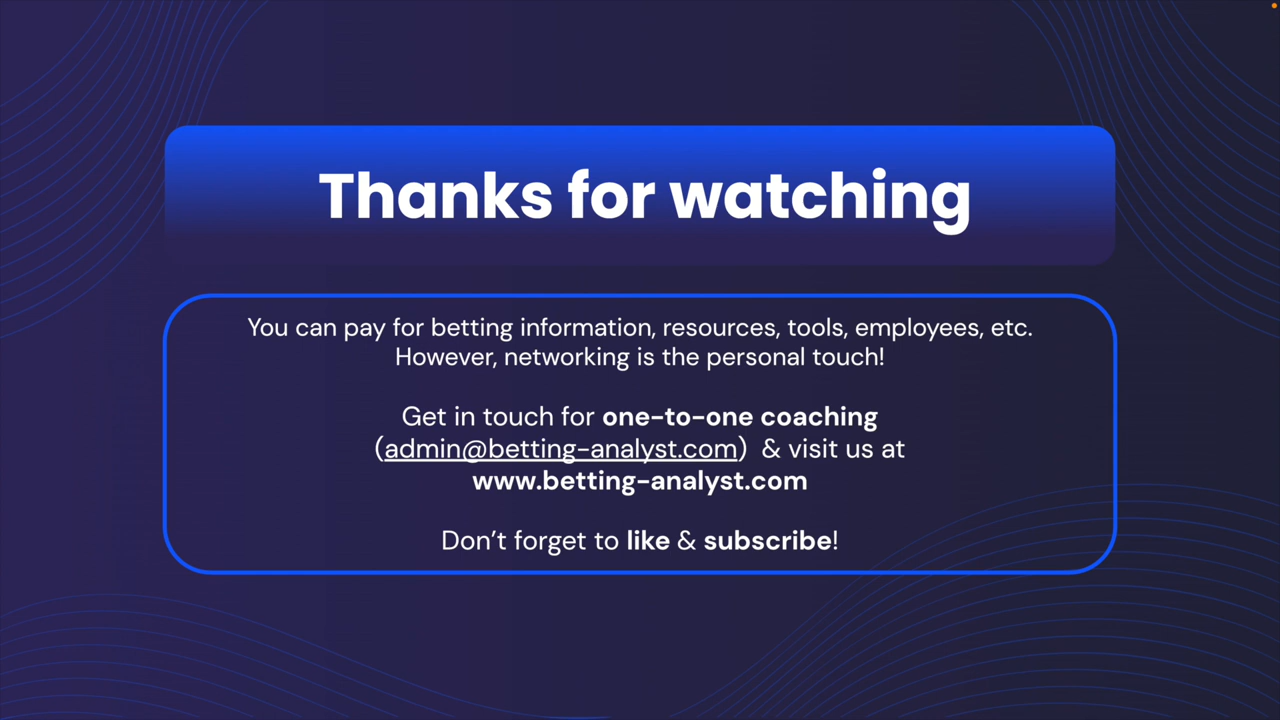 Thanks for watching
You can pay for betting information, resources, tools, employees, etc.
However, networking is the personal touch!
Get in touch for one-to-one coaching
(admin@betting-analyst.com)  & visit us at
www.betting-analyst.com
Don’t forget to like & subscribe!